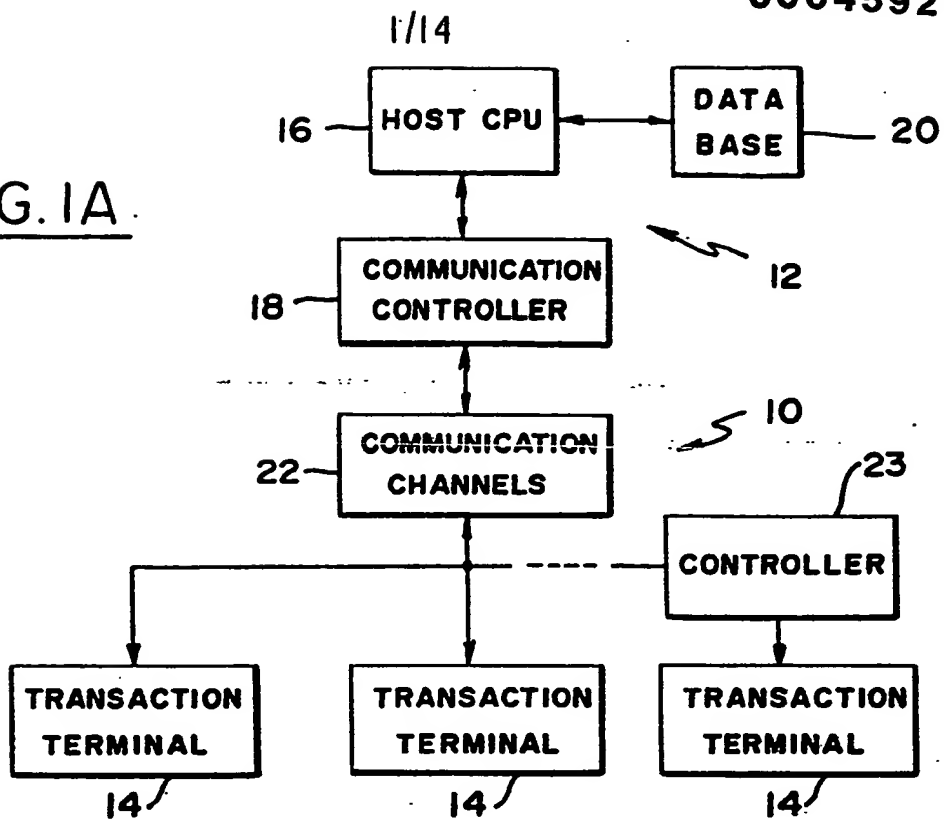 1/14
HOST CPU
DATA
BASE
16
20
G. 1A
COMMUNICATION
CONTROLLER
18
12
COMMUNICATION
CHANNELS
22
10
23
CONTROLLER
TRANSACTION
TERMINAL
TRANSACTION
TERMINAL
TRANSACTION
TERMINAL
14
14
14